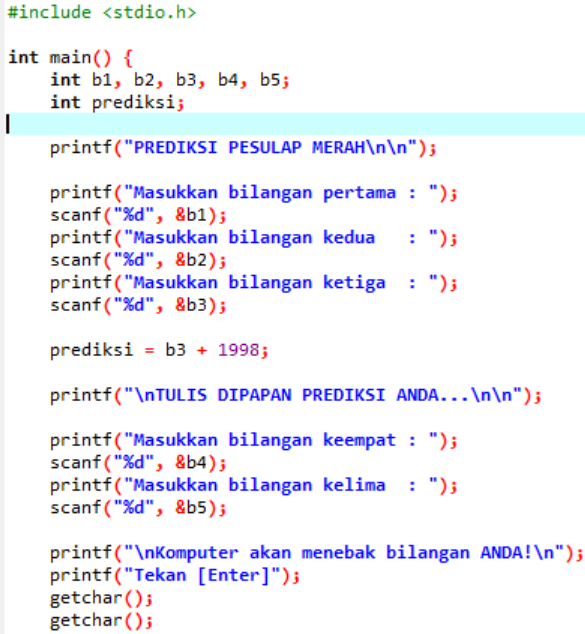 #include <stdio.h>
int main() {
    int b1, b2, b3, b4, b5;
    int prediksi;
    printf("PREDIKSI PESULAP MERAH\n\n");
    printf("Masukkan bilangan pertama : ");
    scanf("%d", &b1);
    printf("Masukkan bilangan kedua   : ");
    scanf("%d", &b2);
    printf("Masukkan bilangan ketiga  : ");
    scanf("%d", &b3);
    prediksi = b3 + 1998;
    printf("\nTULIS DIPAPAN PREDIKSI ANDA...\n\n");
    printf("Masukkan bilangan keempat : ");
    scanf("%d", &b4);
    printf("Masukkan bilangan kelima  : ");
    scanf("%d", &b5);
    printf("\nKomputer akan menebak bilangan ANDA!\n");
    printf("Tekan [Enter]");
    getchar();
    getchar();